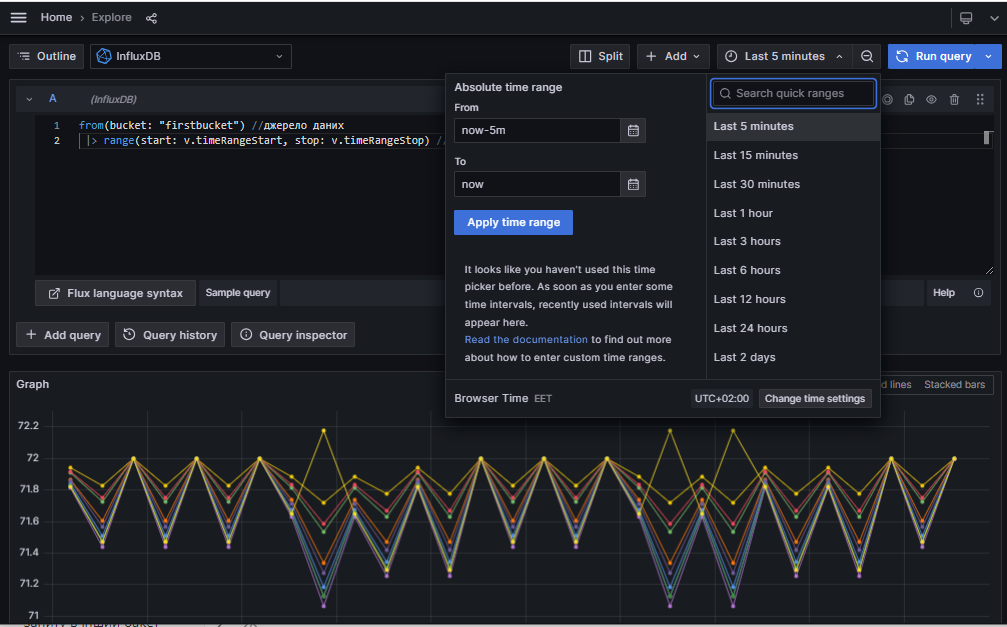 Home › Explore
Outline
InfluxDB
Split
Add
Last 5 minutes
Run query
A (InfluxDB)
1 from(bucket: "firstbucket") //джерело даних
2 |> range(start: v.timeRangeStart, stop: v.timeRangeStop) //
Flux language syntax
Sample query
Help
Add query
Query history
Query inspector
Absolute time range
From
now-5m
To
now
Apply time range
It looks like you haven't used this time
picker before. As soon as you enter some
time intervals, recently used intervals will
appear here.
Read the documentation to find out more
about how to enter custom time ranges.
Search quick ranges
Last 5 minutes
Last 15 minutes
Last 30 minutes
Last 1 hour
Last 3 hours
Last 6 hours
Last 12 hours
Last 24 hours
Last 2 days
Browser Time EET
UTC+02:00
Change time settings
Graph
lines
Stacked bars
72.2
72
71.8
71.6
71.4
71.2
71